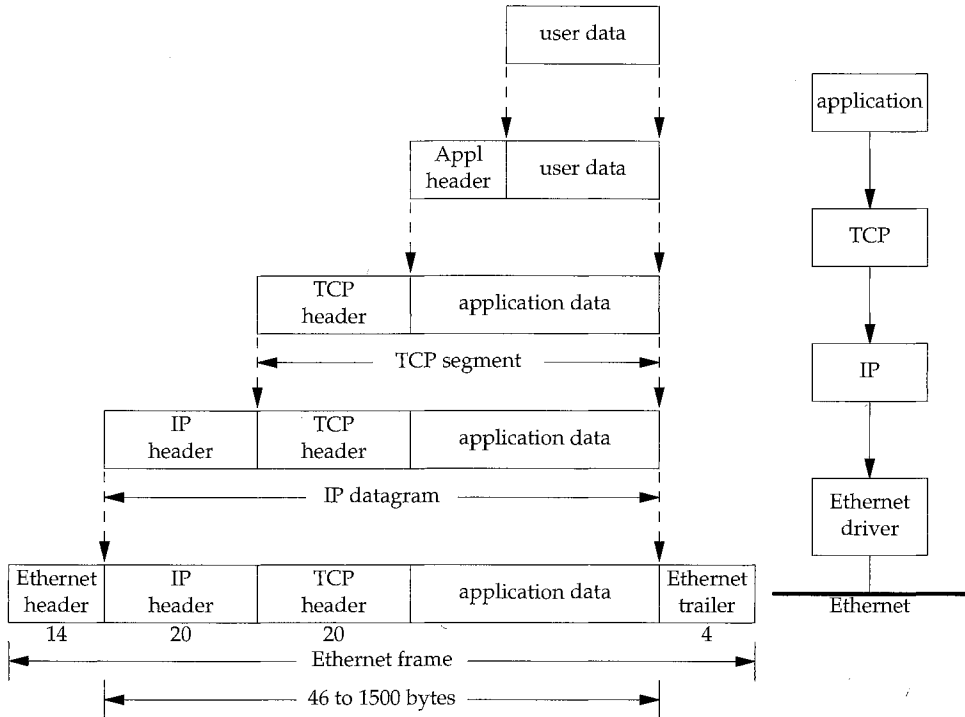 user data
application
Appl header
user data
TCP
TCP header
application data
TCP segment
IP
IP header
TCP header
application data
IP datagram
Ethernet driver
Ethernet header
IP header
TCP header
application data
Ethernet trailer
Ethernet
14
20
20
4
Ethernet frame
46 to 1500 bytes